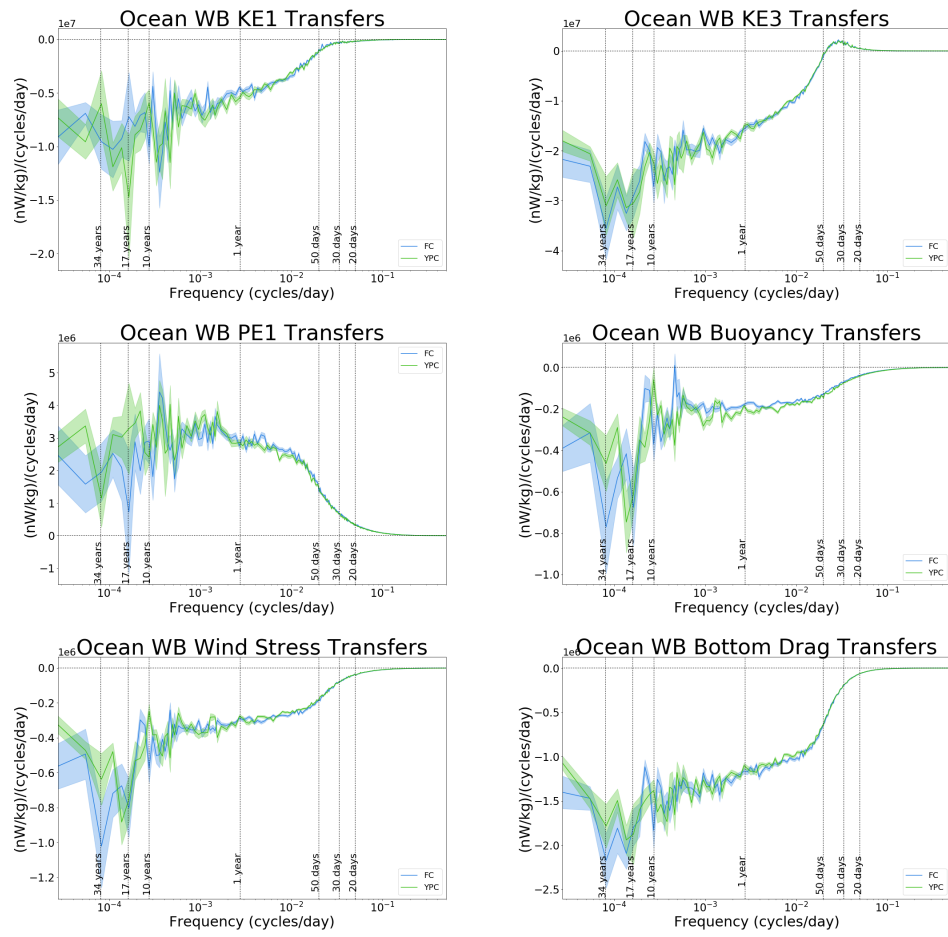 Ocean WB KE1 Transfers
1e7
0.0
−0.5
−1.0
−1.5
−2.0
(nW/kg)/(cycles/day)
34 years
17 years
10 years
1 year
50 days
30 days
20 days
FC
YPC
10⁻⁴
10⁻³
10⁻²
10⁻¹
Frequency (cycles/day)
Ocean WB KE3 Transfers
1e7
0
−1
−2
−3
−4
(nW/kg)/(cycles/day)
34 years
17 years
10 years
1 year
50 days
30 days
20 days
FC
YPC
10⁻⁴
10⁻³
10⁻²
10⁻¹
Frequency (cycles/day)
Ocean WB PE1 Transfers
1e6
5
4
3
2
1
0
−1
(nW/kg)/(cycles/day)
FC
YPC
34 years
17 years
10 years
1 year
50 days
30 days
20 days
10⁻⁴
10⁻³
10⁻²
10⁻¹
Frequency (cycles/day)
Ocean WB Buoyancy Transfers
1e6
0.0
−0.2
−0.4
−0.6
−0.8
−1.0
(nW/kg)/(cycles/day)
34 years
17 years
10 years
1 year
50 days
30 days
20 days
FC
YPC
10⁻⁴
10⁻³
10⁻²
10⁻¹
Frequency (cycles/day)
Ocean WB Wind Stress Transfers
1e6
0.0
−0.2
−0.4
−0.6
−0.8
−1.0
−1.2
(nW/kg)/(cycles/day)
34 years
17 years
10 years
1 year
50 days
30 days
20 days
FC
YPC
10⁻⁴
10⁻³
10⁻²
10⁻¹
Frequency (cycles/day)
Ocean WB Bottom Drag Transfers
1e6
0.0
−0.5
−1.0
−1.5
−2.0
−2.5
(nW/kg)/(cycles/day)
34 years
17 years
10 years
1 year
50 days
30 days
20 days
FC
YPC
10⁻⁴
10⁻³
10⁻²
10⁻¹
Frequency (cycles/day)